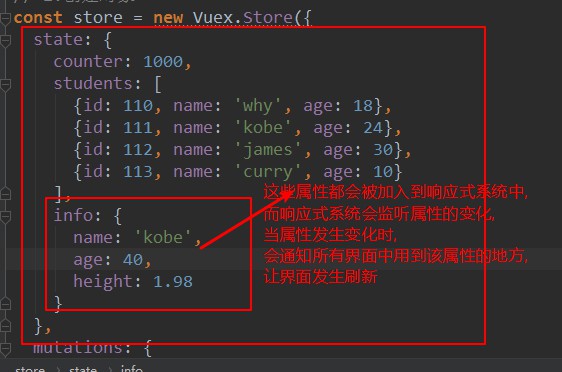 const store = new Vuex.Store({
state: {
counter: 1000,
students: [
{id: 110, name: 'why', age: 18},
{id: 111, name: 'kobe', age: 24},
{id: 112, name: 'james', age: 30},
{id: 113, name: 'curry', age: 10}
],
这些属性都会被加入到响应式系统中,
info: {
而响应式系统会监听属性的变化,
name: 'kobe',
当属性发生变化时,
age: 40,
会通知所有界面中用到该属性的地方,
height: 1.98
让界面发生刷新
}
},
mutations: {
store 〉 state 〉 info